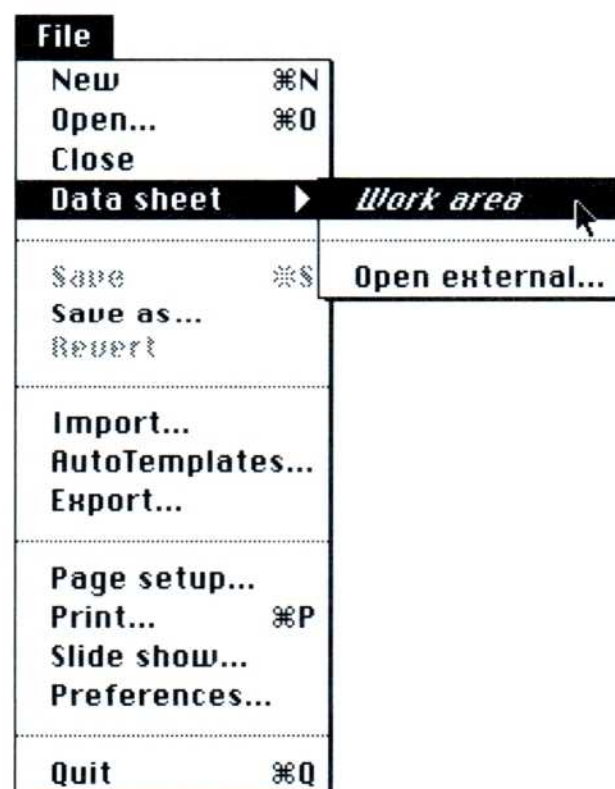 File
New ⌘N
Open... ⌘O
Close
Data sheet ▶ Work area
Save ⌘S Open external...
Save as...
Revert
Import...
AutoTemplates...
Export...
Page setup...
Print... ⌘P
Slide show...
Preferences...
Quit ⌘Q